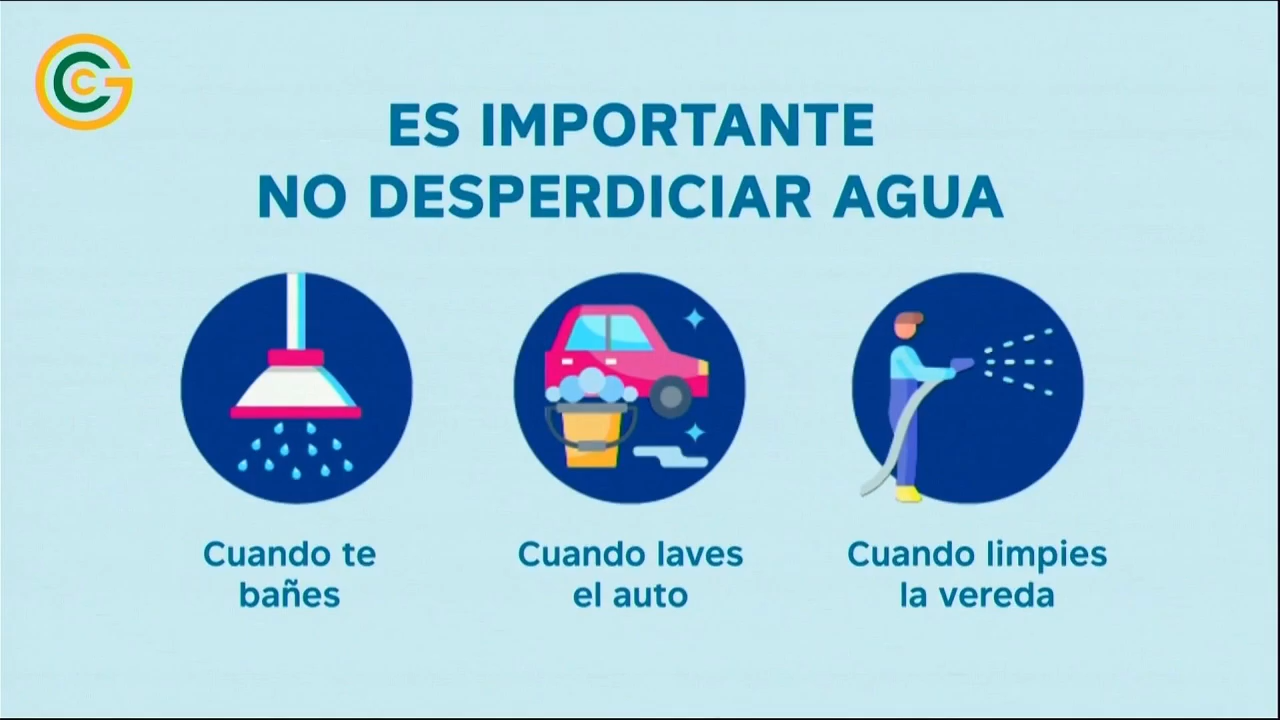 ES IMPORTANTE
NO DESPERDICIAR AGUA
Cuando te
bañes
Cuando laves
el auto
Cuando limpies
la vereda